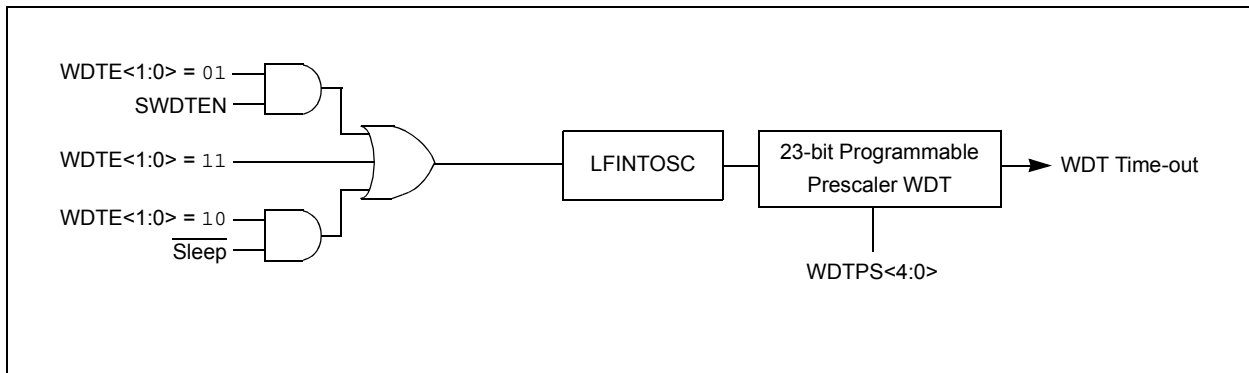 WDTE<1:0> = 01
SWDTEN
WDTE<1:0> = 11
WDTE<1:0> = 10
Sleep
LFINTOSC
23-bit Programmable
Prescaler WDT
WDT Time-out
WDTPS<4:0>